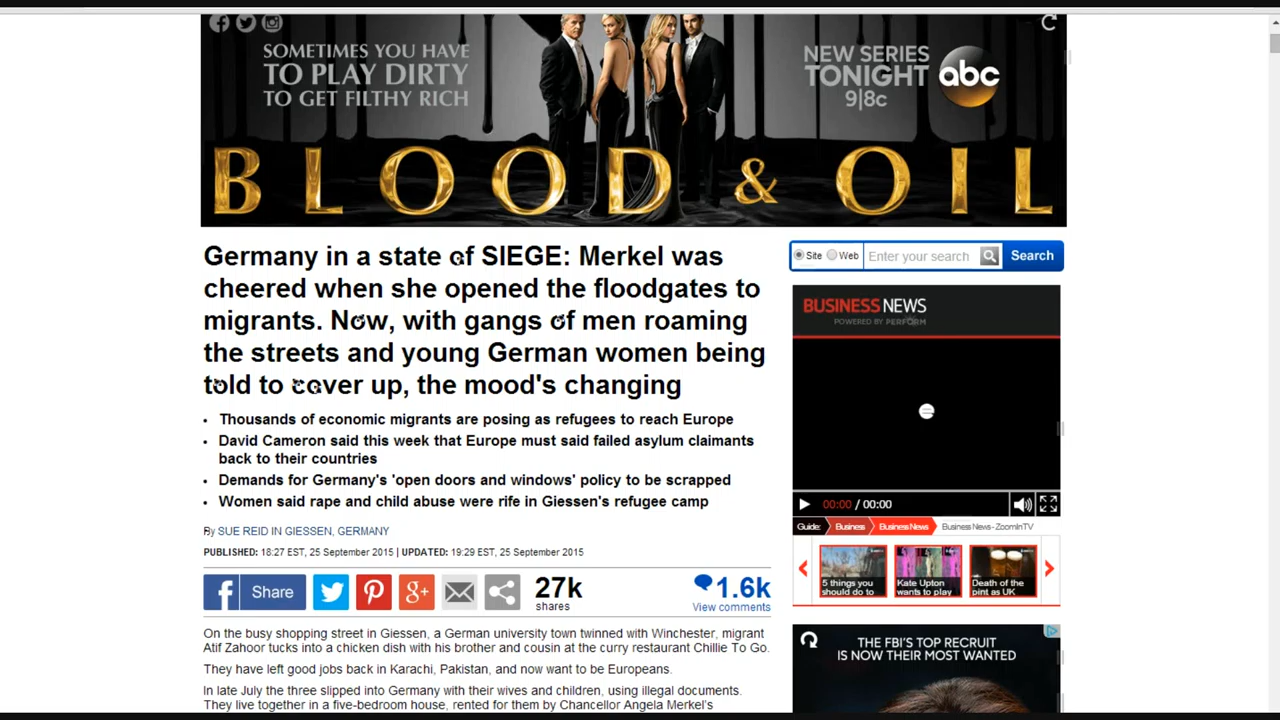 SOMETIMES YOU HAVE
TO PLAY DIRTY
TO GET FILTHY RICH
NEW SERIES
TONIGHT
9|8c
abc
BLOOD & OIL
Germany in a state of SIEGE: Merkel was
cheered when she opened the floodgates to
migrants. Now, with gangs of men roaming
the streets and young German women being
told to cover up, the mood's changing
• Thousands of economic migrants are posing as refugees to reach Europe
• David Cameron said this week that Europe must said failed asylum claimants
back to their countries
• Demands for Germany's 'open doors and windows' policy to be scrapped
• Women said rape and child abuse were rife in Giessen's refugee camp
By SUE REID IN GIESSEN, GERMANY
PUBLISHED: 18:27 EST, 25 September 2015 | UPDATED: 19:29 EST, 25 September 2015
f Share
g+
27k
shares
1.6k
View comments
On the busy shopping street in Giessen, a German university town twinned with Winchester, migrant
Atif Zahoor tucks into a chicken dish with his brother and cousin at the curry restaurant Chillie To Go.
They have left good jobs back in Karachi, Pakistan, and now want to be Europeans.
In late July the three slipped into Germany with their wives and children, using illegal documents.
They live together in a five-bedroom house, rented for them by Chancellor Angela Merkel's
Site Web Enter your search Search
BUSINESS NEWS
POWERED BY PERFORM
00:00 / 00:00
Guide: Business Business News Business News - ZoominTV
5 things you
should do to
Kate Upton
wants to play
Death of the
pint as UK
THE FBI'S TOP RECRUIT
IS NOW THEIR MOST WANTED